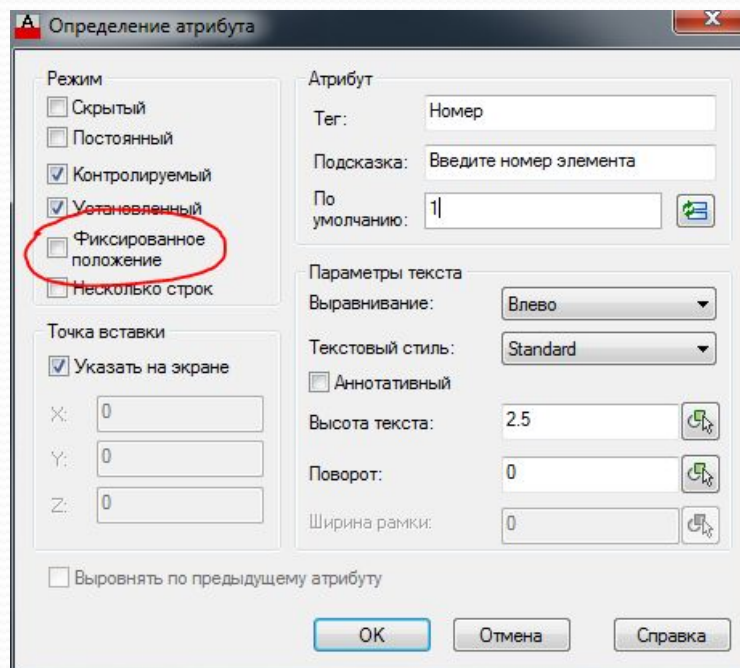 Определение атрибута
Режим
Скрытый
Постоянный
Контролируемый
Установленный
Фиксированное
положение
Несколько строк
Точка вставки
Указать на экране
X: 0
Y: 0
Z: 0
Атрибут
Тег: Номер
Подсказка: Введите номер элемента
По
умолчанию: 1
Параметры текста
Выравнивание: Влево
Текстовый стиль: Standard
Аннотативный
Высота текста: 2.5
Поворот: 0
Ширина рамки: 0
Выровнять по предыдущему атрибуту
OK Отмена Справка